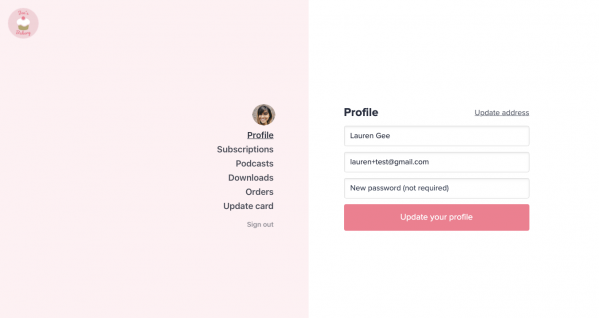 Bakery
Profile
Subscriptions
Podcasts
Downloads
Orders
Update card
Sign out
Profile
Update address
Lauren Gee
lauren+test@gmail.com
New password (not required)
Update your profile